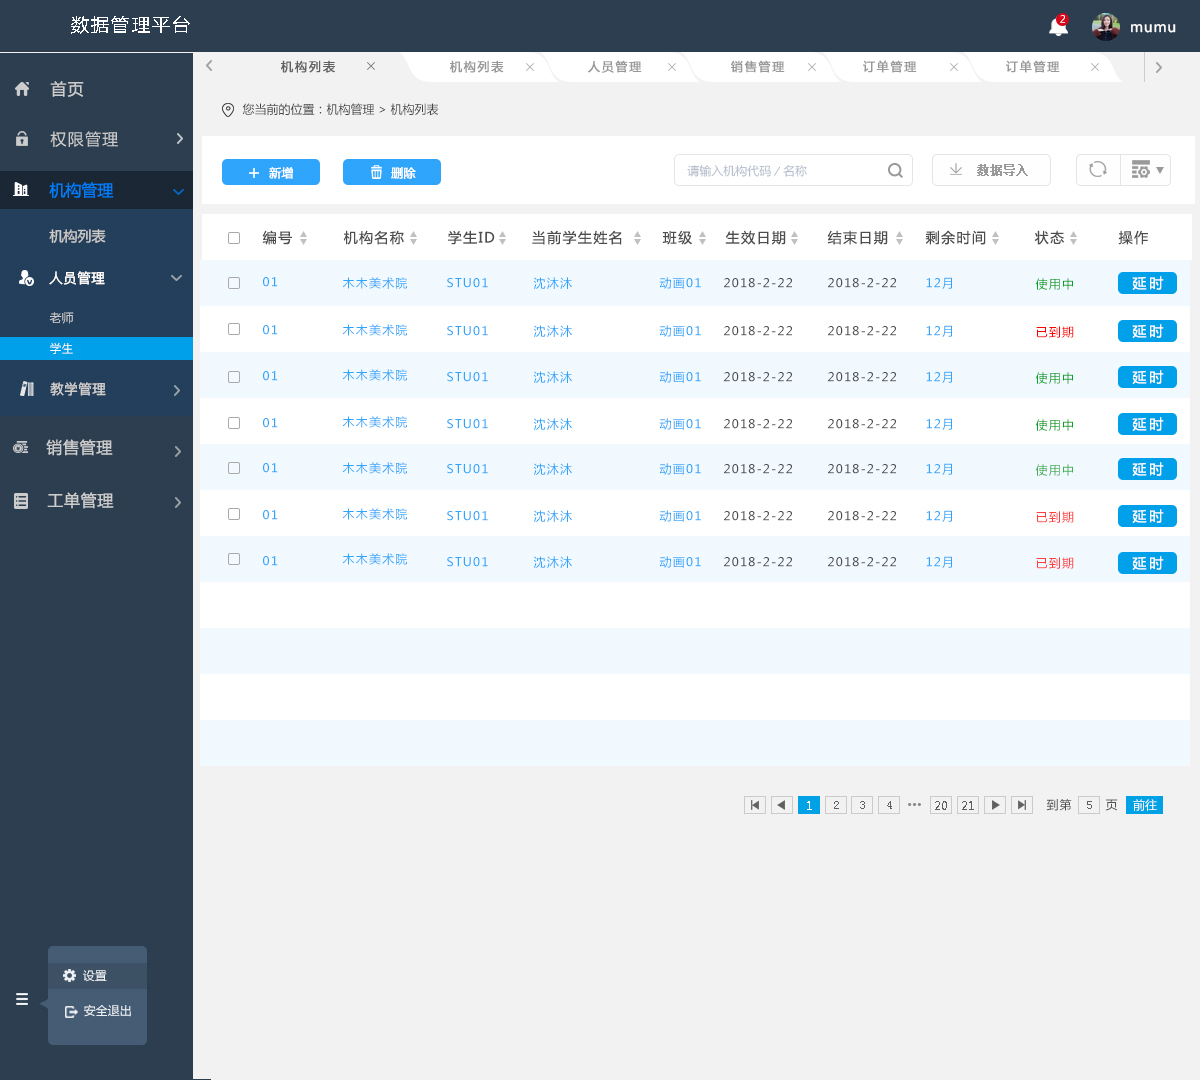 数据管理平台
2
mumu
首页
权限管理
机构管理
机构列表
人员管理
老师
学生
教学管理
销售管理
工单管理
设置
安全退出
机构列表 × 机构列表 × 人员管理 × 销售管理 × 订单管理 × 订单管理 ×
您当前的位置：机构管理 > 机构列表
+ 新增 删除 请输入机构代码 / 名称 数据导入
编号 机构名称 学生ID 当前学生姓名 班级 生效日期 结束日期 剩余时间 状态 操作
01 木木美术院 STU01 沈沐沐 动画01 2018-2-22 2018-2-22 12月 使用中 延时
01 木木美术院 STU01 沈沐沐 动画01 2018-2-22 2018-2-22 12月 已到期 延时
01 木木美术院 STU01 沈沐沐 动画01 2018-2-22 2018-2-22 12月 使用中 延时
01 木木美术院 STU01 沈沐沐 动画01 2018-2-22 2018-2-22 12月 使用中 延时
01 木木美术院 STU01 沈沐沐 动画01 2018-2-22 2018-2-22 12月 使用中 延时
01 木木美术院 STU01 沈沐沐 动画01 2018-2-22 2018-2-22 12月 已到期 延时
01 木木美术院 STU01 沈沐沐 动画01 2018-2-22 2018-2-22 12月 已到期 延时
1 2 3 4 ••• 20 21 到第 5 页 前往